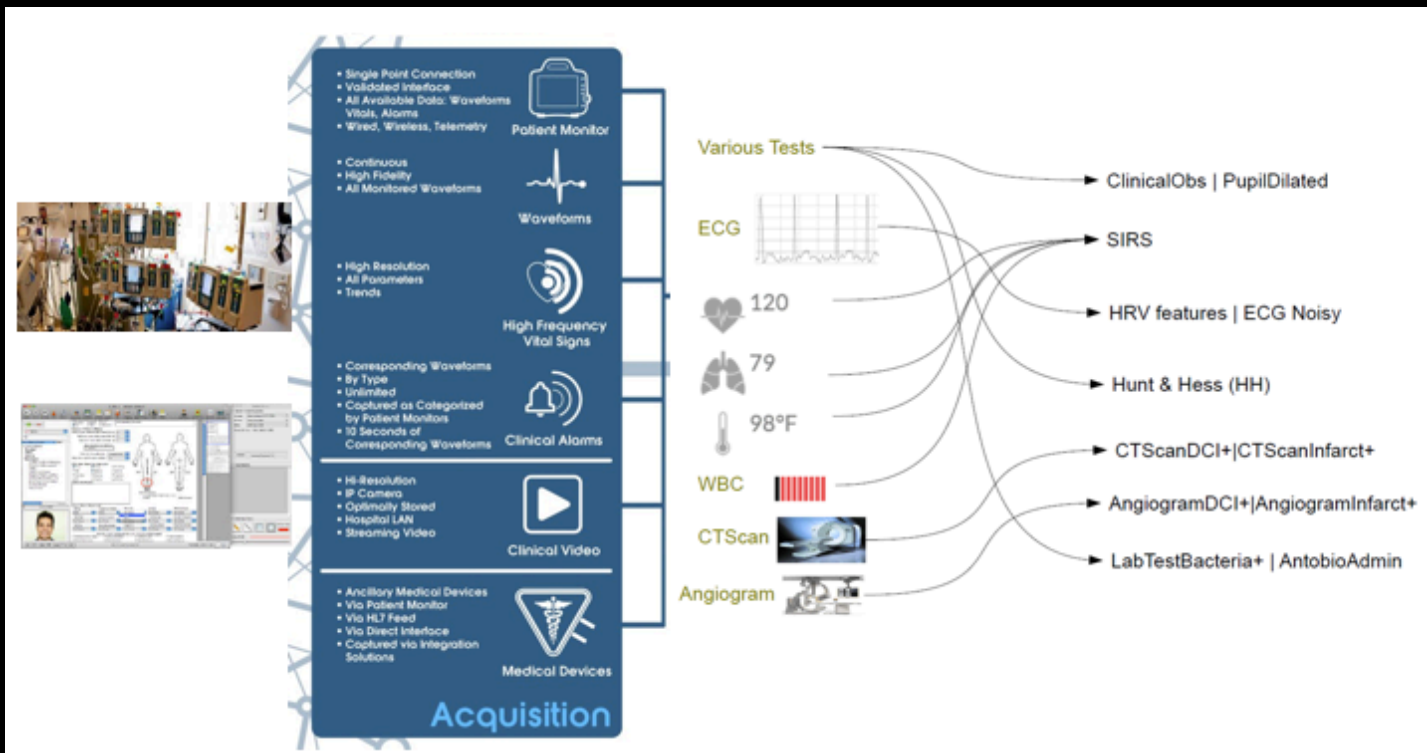 • Single Point Connection
• Validated Interface
• All Available Data: Waveforms
Vitals, Alarms
• Wired, Wireless, Telemetry
Patient Monitor
• Continuous
• High Fidelity
• All Monitored Waveforms
Waveforms
• High Resolution
• All Parameters
• Trends
High Frequency
Vital Signs
• Corresponding Waveforms
• By Type
• Unlimited
• Captured as Categorized
by Patient Monitors
• 10 Seconds of
Corresponding Waveforms
Clinical Alarms
• Hi-Resolution
• IP Camera
• Optimally Stored
• Hospital LAN
• Streaming Video
Clinical Video
• Ancillary Medical Devices
• Via Patient Monitor
• Via HL7 Feed
• Via Direct Interface
• Captured via Integration
Solutions
Medical Devices
Acquisition
Various Tests
ECG
120
79
98°F
WBC
CTScan
Angiogram
ClinicalObs | PupilDilated
SIRS
HRV features | ECG Noisy
Hunt & Hess (HH)
CTScanDCI+|CTScanInfarct+
AngiogramDCI+|AngiogramInfarct+
LabTestBacteria+ | AntobioAdmin